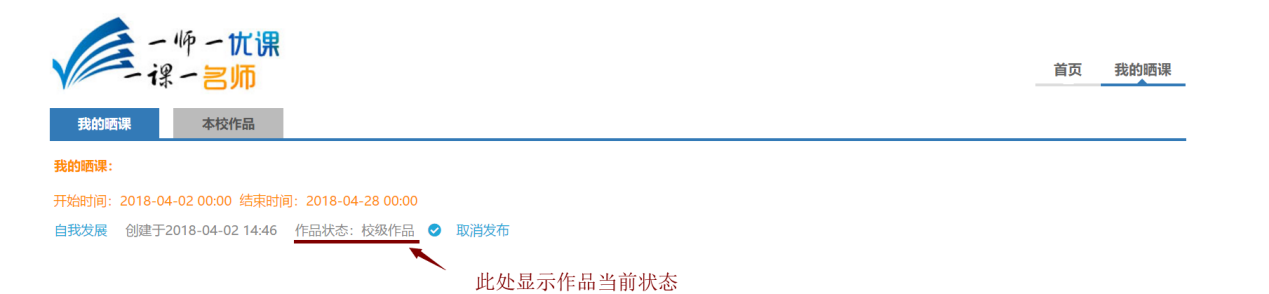 一师一优课
一课一名师
首页 我的晒课
我的晒课 本校作品
我的晒课：
开始时间：2018-04-02 00:00 结束时间：2018-04-28 00:00
自我发展 创建于2018-04-02 14:46 作品状态：校级作品 取消发布
此处显示作品当前状态